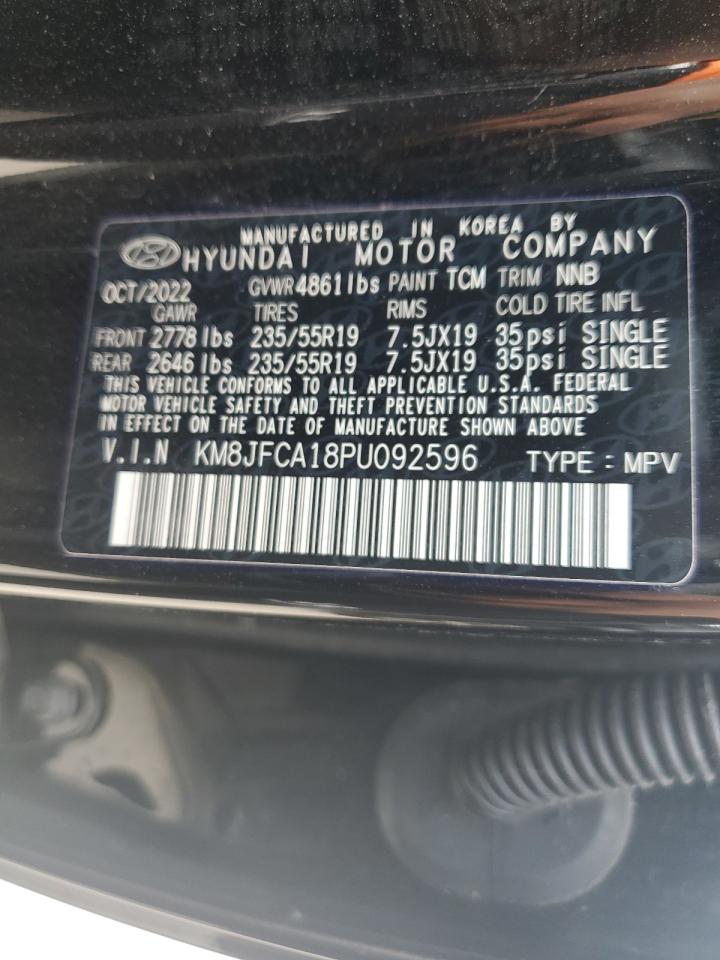 MANUFACTURED IN KOREA BY
HYUNDAI MOTOR COMPANY
OCT/2022 GVWR 4861lbs PAINT TCM TRIM NNB
GAWR TIRES RIMS COLD TIRE INFL
FRONT 2778 lbs 235/55R19 7.5JX19 35psi SINGLE
REAR 2646 lbs 235/55R19 7.5JX19 35psi SINGLE
THIS VEHICLE CONFORMS TO ALL APPLICABLE U.S.A. FEDERAL
MOTOR VEHICLE SAFETY AND THEFT PREVENTION STANDARDS
IN EFFECT ON THE DATE OF MANUFACTURE SHOWN ABOVE
V.I.N KM8JFCA18PU092596 TYPE : MPV